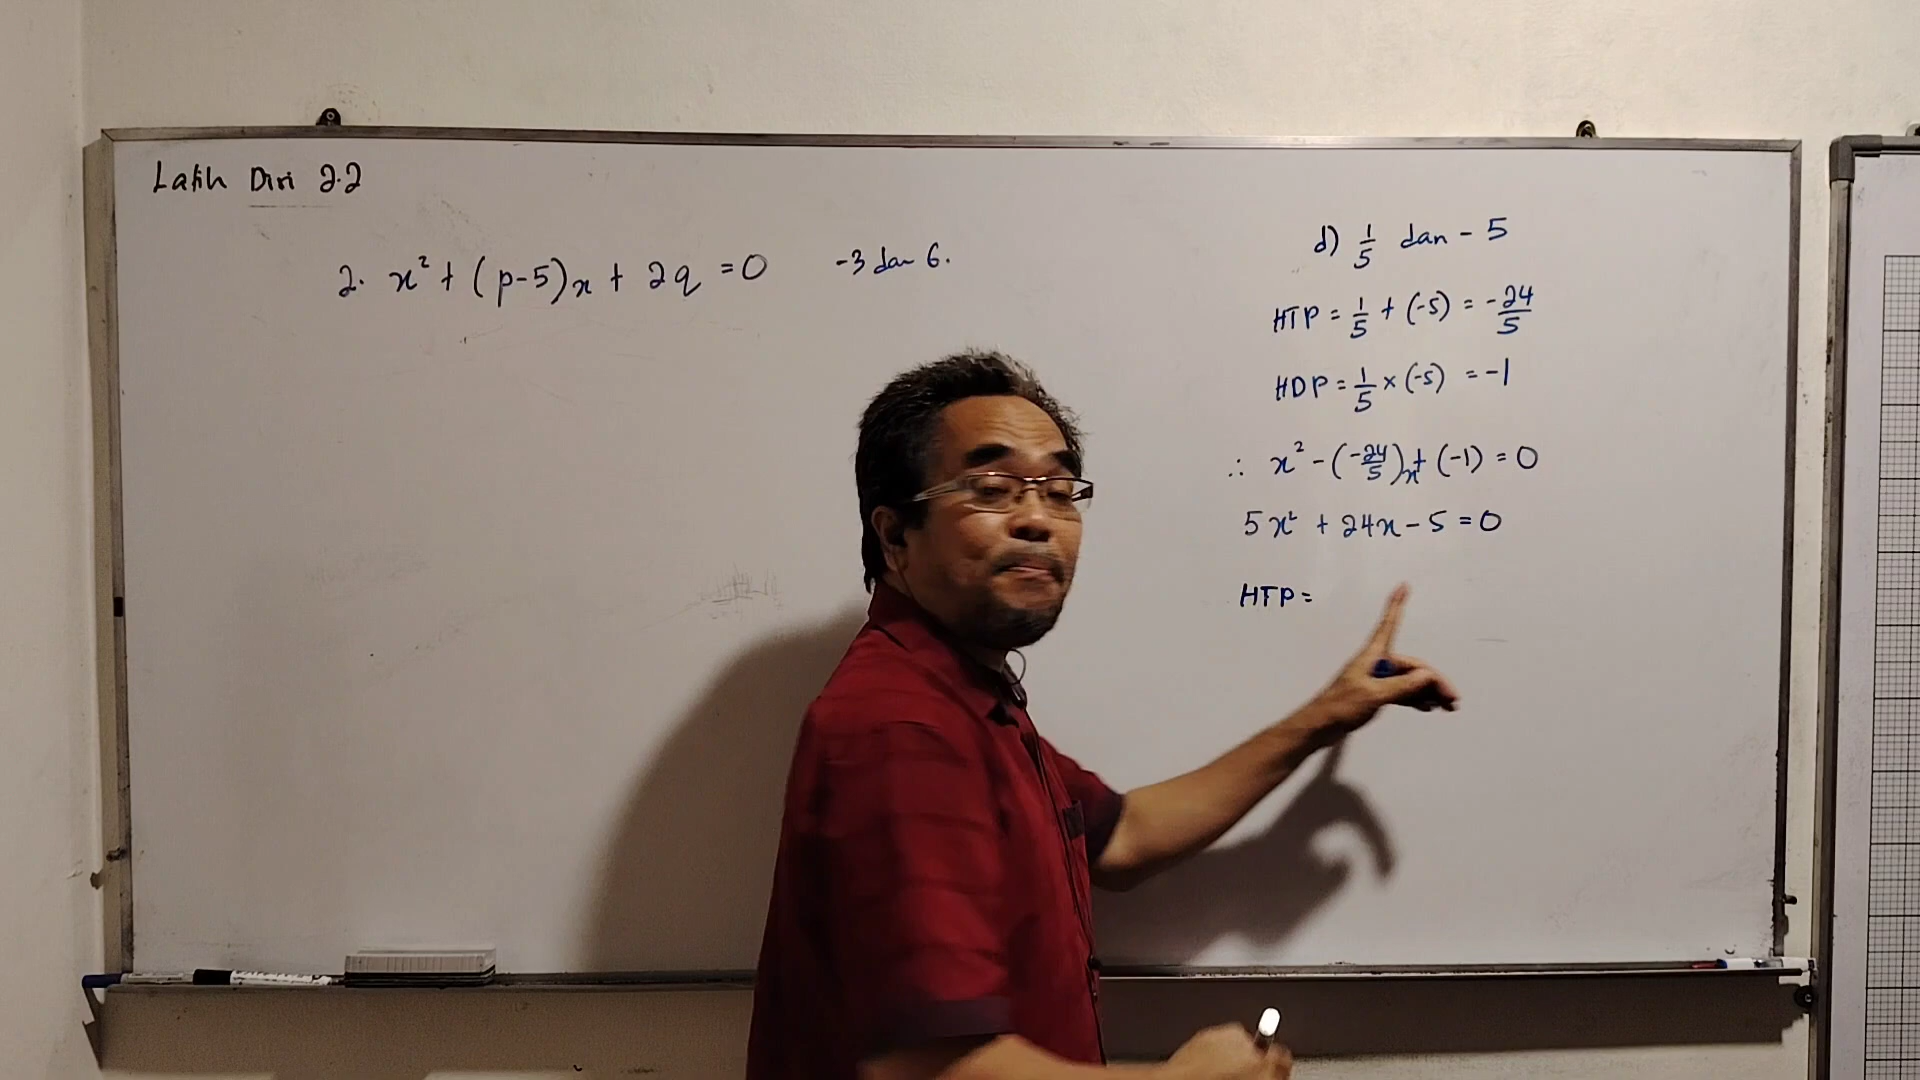 Latih Diri 2.2
2. x² + (p-5)x + 2q = 0 -3 dan 6.
d) 1/5 dan -5
HTP = 1/5 + (-5) = -24/5
HDP = 1/5 × (-5) = -1
∴ x² - (-24/5)x + (-1) = 0
5x² + 24x - 5 = 0
HTP =